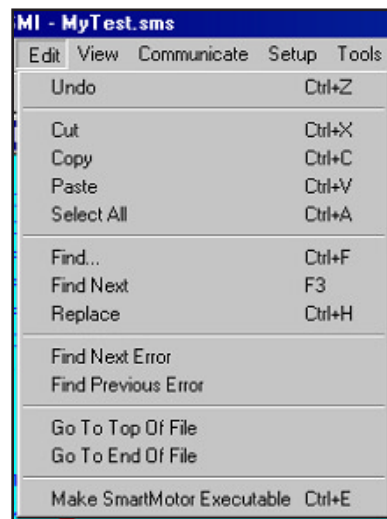 MI - MyTest.sms
Edit View Communicate Setup Tools
Undo Ctrl+Z
Cut Ctrl+X
Copy Ctrl+C
Paste Ctrl+V
Select All Ctrl+A
Find... Ctrl+F
Find Next F3
Replace Ctrl+H
Find Next Error
Find Previous Error
Go To Top Of File
Go To End Of File
Make SmartMotor Executable Ctrl+E